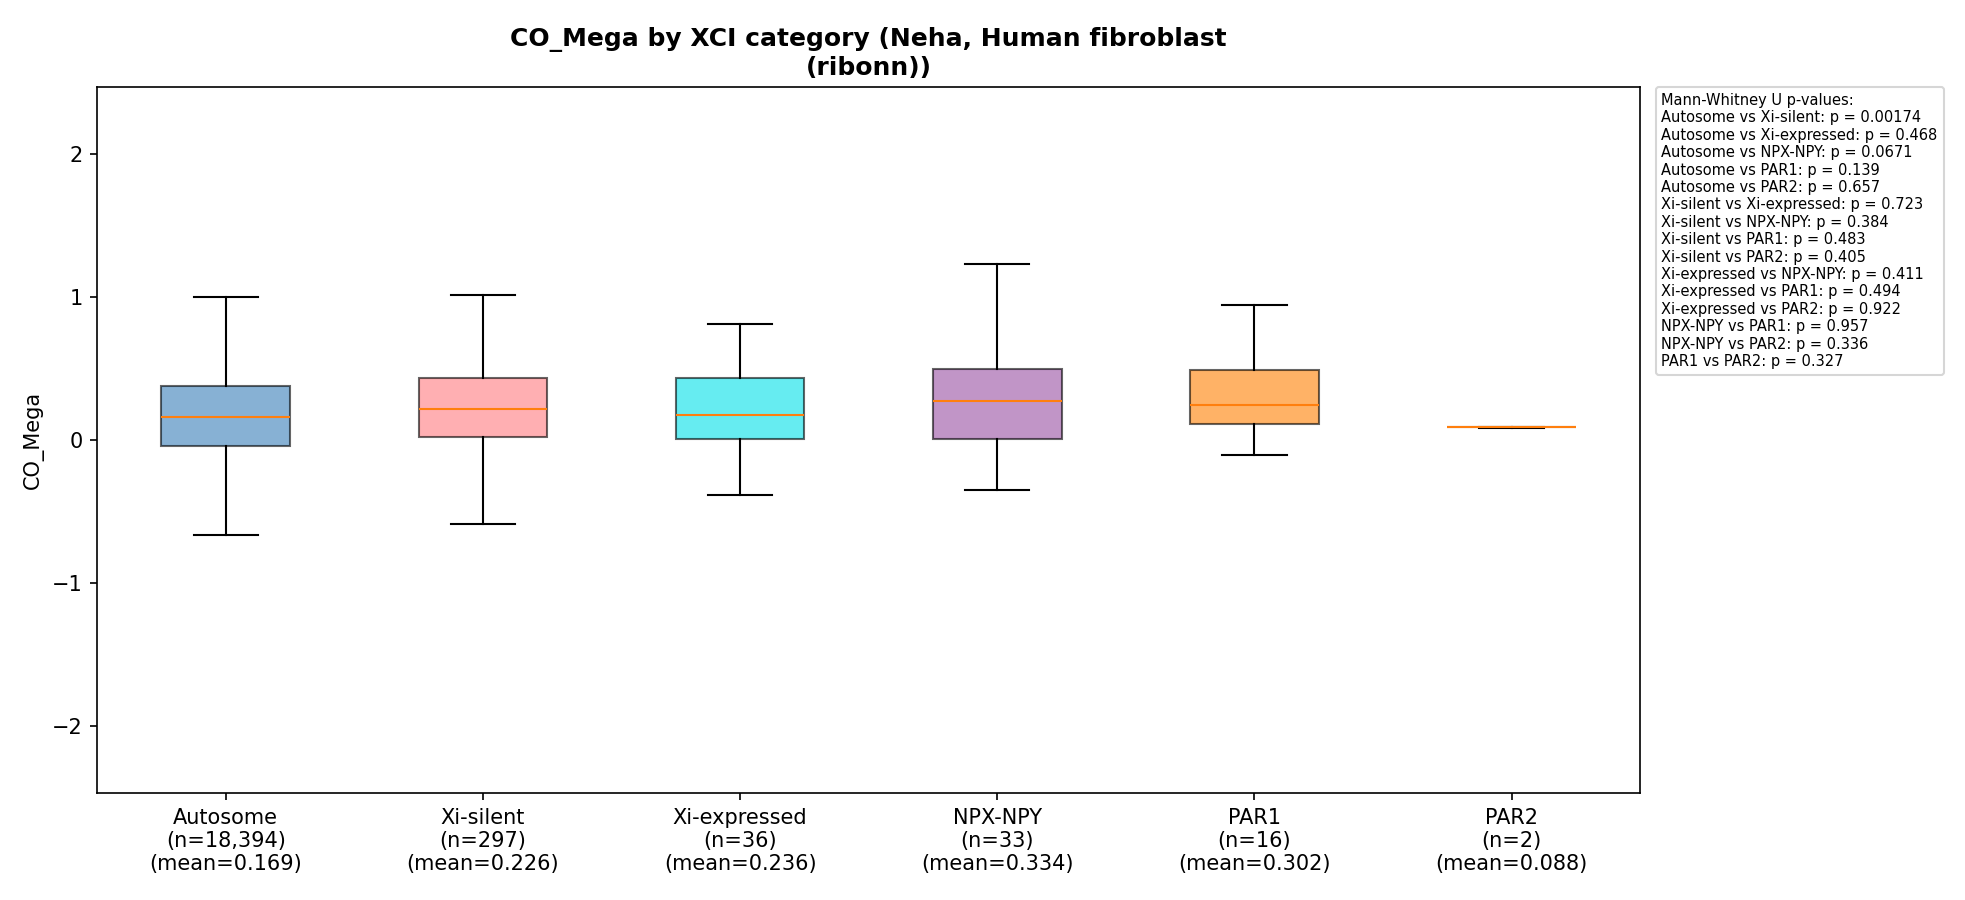 CO_Mega by XCI category (Neha, Human fibroblast
(ribonn))
CO_Mega
2
1
0
−1
−2
Autosome
(n=18,394)
(mean=0.169)
Xi-silent
(n=297)
(mean=0.226)
Xi-expressed
(n=36)
(mean=0.236)
NPX-NPY
(n=33)
(mean=0.334)
PAR1
(n=16)
(mean=0.302)
PAR2
(n=2)
(mean=0.088)
Mann-Whitney U p-values:
Autosome vs Xi-silent: p = 0.00174
Autosome vs Xi-expressed: p = 0.468
Autosome vs NPX-NPY: p = 0.0671
Autosome vs PAR1: p = 0.139
Autosome vs PAR2: p = 0.657
Xi-silent vs Xi-expressed: p = 0.723
Xi-silent vs NPX-NPY: p = 0.384
Xi-silent vs PAR1: p = 0.483
Xi-silent vs PAR2: p = 0.405
Xi-expressed vs NPX-NPY: p = 0.411
Xi-expressed vs PAR1: p = 0.494
Xi-expressed vs PAR2: p = 0.922
NPX-NPY vs PAR1: p = 0.957
NPX-NPY vs PAR2: p = 0.336
PAR1 vs PAR2: p = 0.327